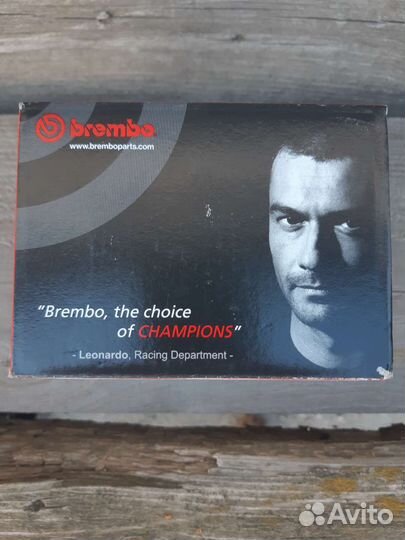 brembo
www.bremboparts.com
"Brembo, the choice
of CHAMPIONS"
- Leonardo, Racing Department -
Avito